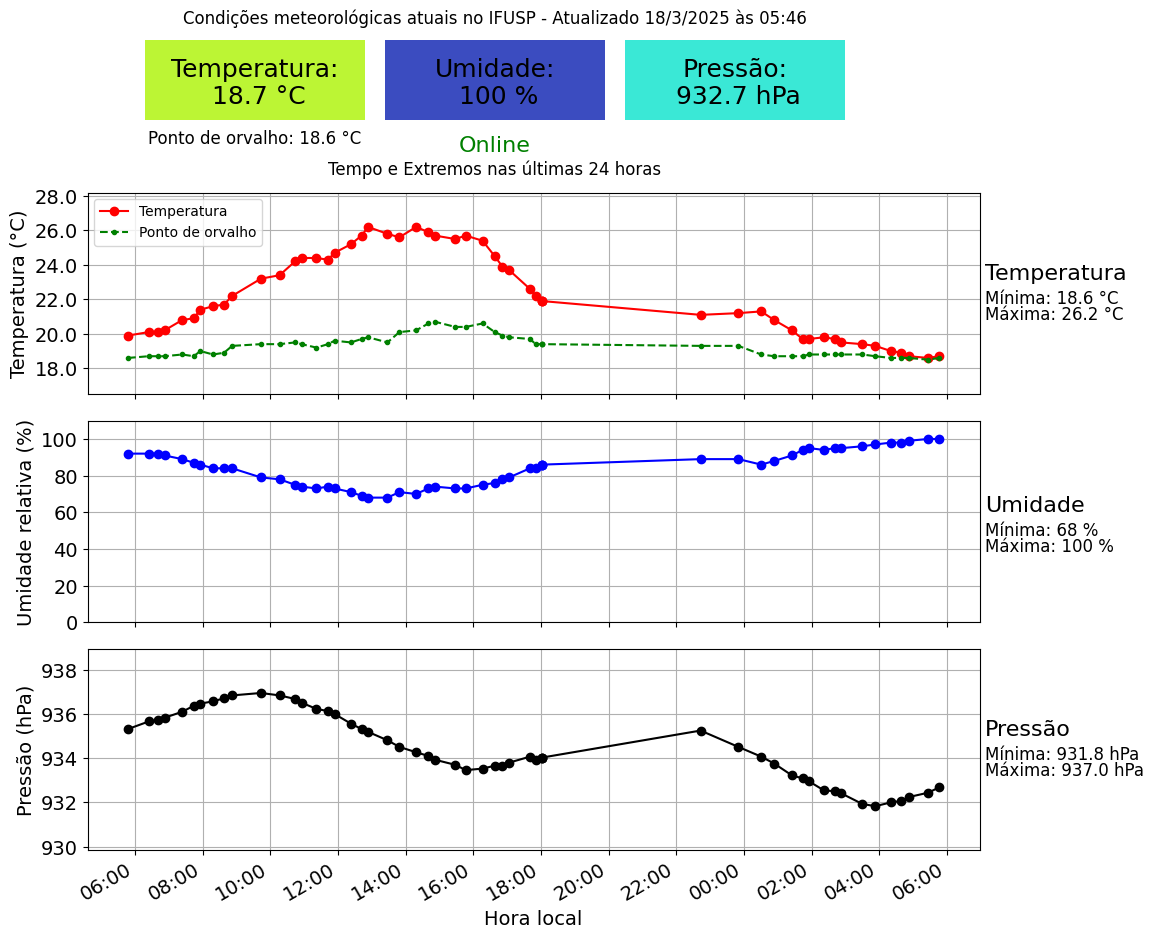 Condições meteorológicas atuais no IFUSP - Atualizado 18/3/2025 às 05:46
Temperatura:
18.7 °C
Umidade:
100 %
Pressão:
932.7 hPa
Ponto de orvalho: 18.6 °C
Online
Tempo e Extremos nas últimas 24 horas
Temperatura (°C)
28.0
26.0
24.0
22.0
20.0
18.0
Temperatura
Ponto de orvalho
Temperatura
Mínima: 18.6 °C
Máxima: 26.2 °C
Umidade relativa (%)
100
80
60
40
20
0
Umidade
Mínima: 68 %
Máxima: 100 %
Pressão (hPa)
938
936
934
932
930
Pressão
Mínima: 931.8 hPa
Máxima: 937.0 hPa
06:00 08:00 10:00 12:00 14:00 16:00 18:00 20:00 22:00 00:00 02:00 04:00 06:00
Hora local